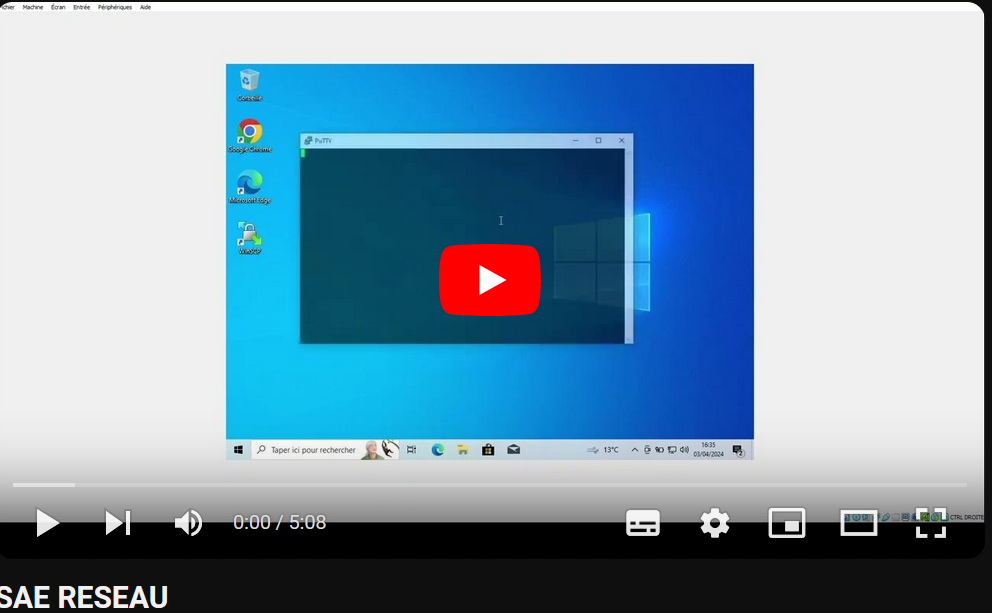 Machine Écran Entrée Périphériques Aide
Corbeille
PuTTY
Google Chrome
Microsoft Edge
WinSCP
Taper ici pour rechercher
13°C
16:35
03/04/2024
2
0:00 / 5:08
CTRL DROITE
SAE RESEAU